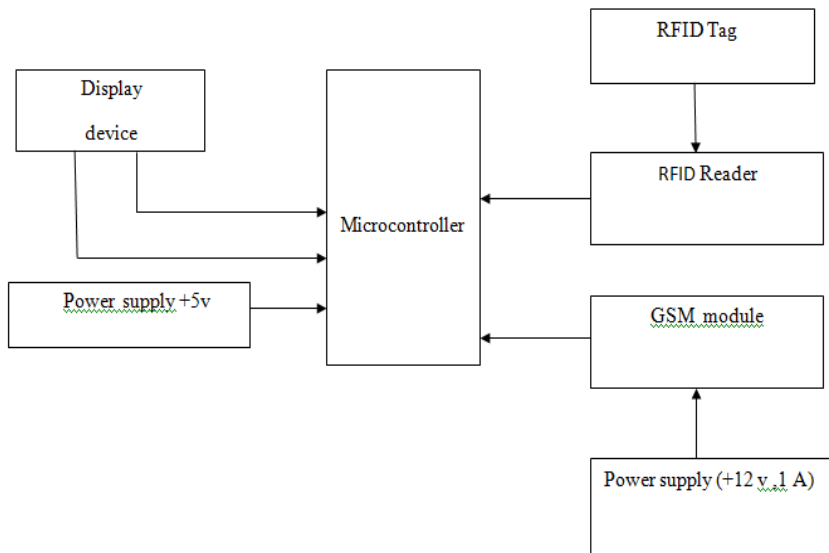 RFID Tag
Display
device
RFID Reader
Microcontroller
Power supply +5v
GSM module
Power supply (+12 v ,1 A)